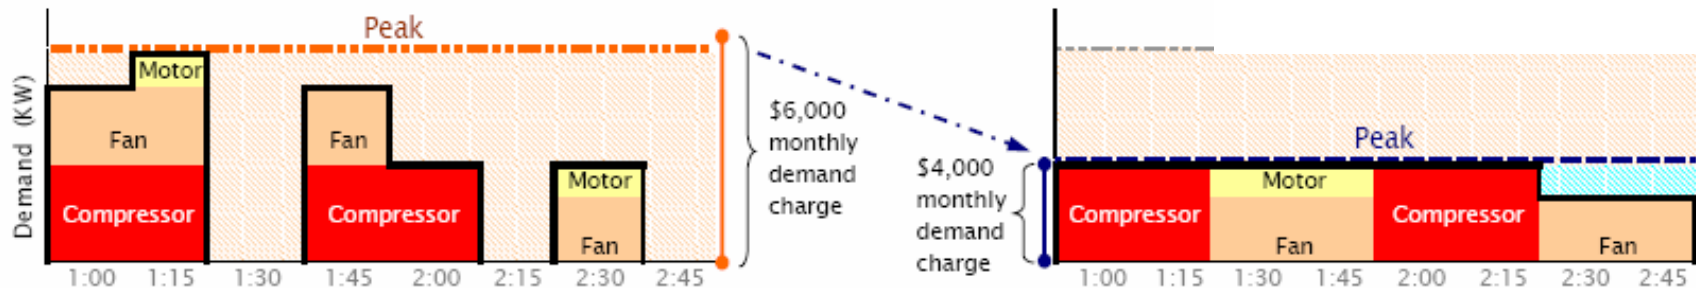 Peak
Motor
Fan
Compressor
Fan
Compressor
Motor
Fan
Demand (KW)
1:00 1:15 1:30 1:45 2:00 2:15 2:30 2:45
$6,000
monthly
demand
charge
$4,000
monthly
demand
charge
Peak
Compressor
Motor
Fan
Compressor
Fan
1:00 1:15 1:30 1:45 2:00 2:15 2:30 2:45